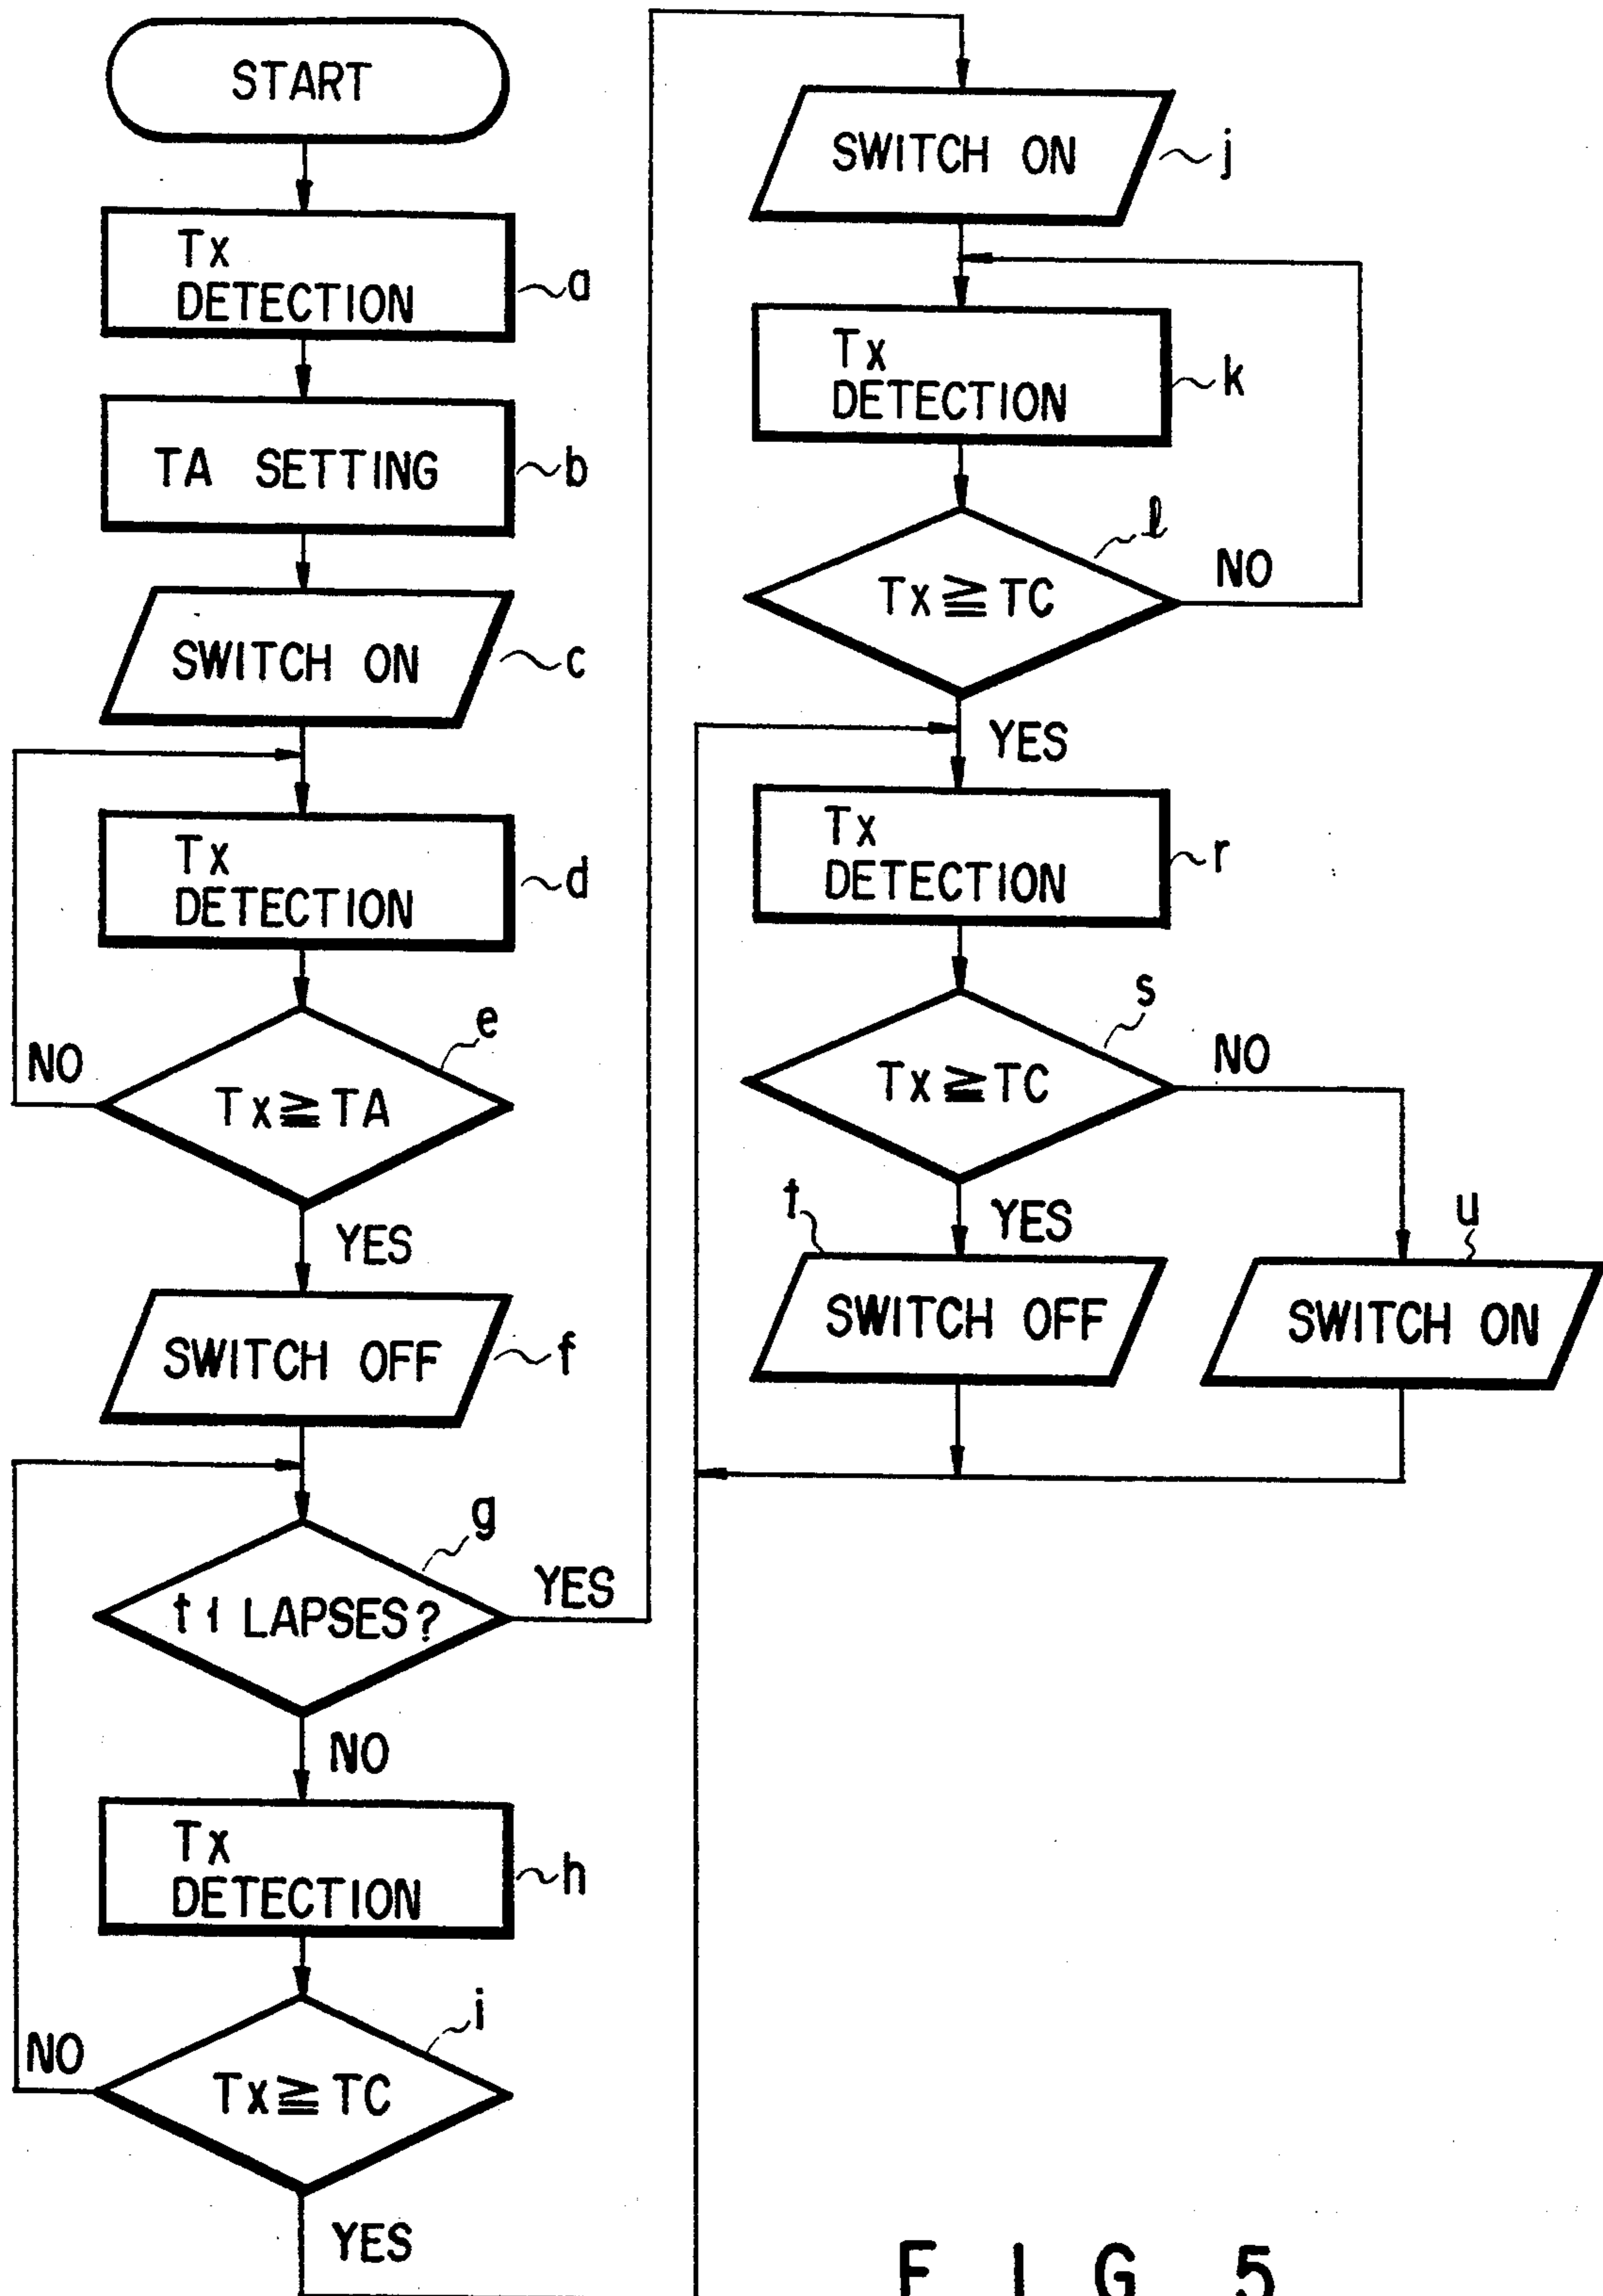 START
Tx
DETECTION
a
TA SETTING
b
SWITCH ON
c
Tx
DETECTION
d
e
NO
Tx≧TA
YES
SWITCH OFF
f
g
t1 LAPSES?
YES
NO
Tx
DETECTION
h
i
NO
Tx≧TC
YES
SWITCH ON
j
Tx
DETECTION
k
ℓ
Tx≧TC
NO
YES
Tx
DETECTION
r
s
Tx≧TC
NO
YES
t
SWITCH OFF
u
SWITCH ON
FIG 5